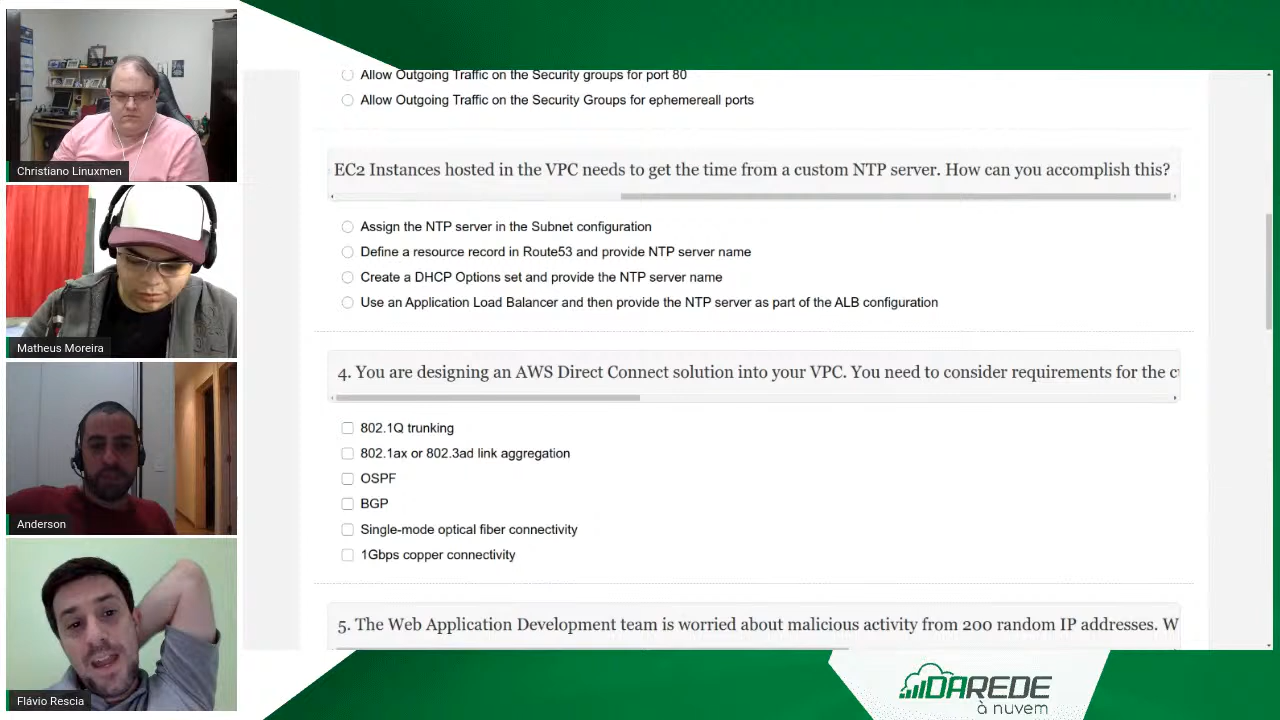 Christiano Linuxmen
Matheus Moreira
Anderson
Flávio Rescia
Allow Outgoing Traffic on the Security groups for port 80
Allow Outgoing Traffic on the Security Groups for ephemereall ports
EC2 Instances hosted in the VPC needs to get the time from a custom NTP server. How can you accomplish this?
Assign the NTP server in the Subnet configuration
Define a resource record in Route53 and provide NTP server name
Create a DHCP Options set and provide the NTP server name
Use an Application Load Balancer and then provide the NTP server as part of the ALB configuration
4. You are designing an AWS Direct Connect solution into your VPC. You need to consider requirements for the
802.1Q trunking
802.1ax or 802.3ad link aggregation
OSPF
BGP
Single-mode optical fiber connectivity
1Gbps copper connectivity
5. The Web Application Development team is worried about malicious activity from 200 random IP addresses. W
DAREDE
à nuvem